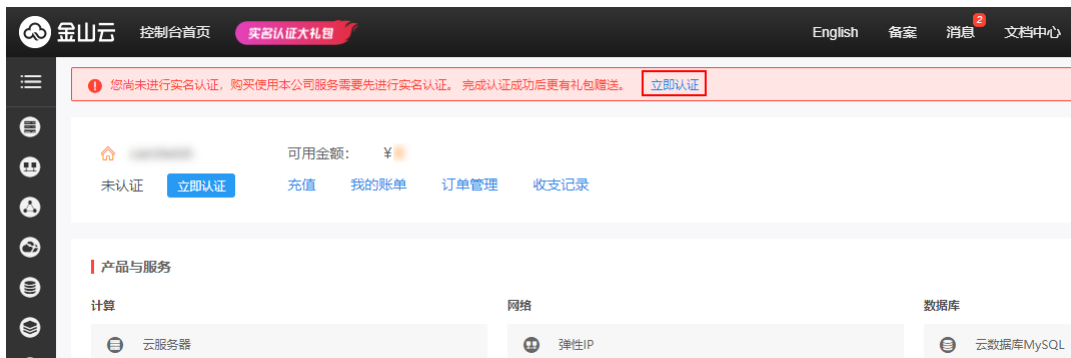 金山云 控制台首页 实名认证大礼包 English 备案 消息 2 文档中心
您尚未进行实名认证，购买使用本公司服务需要先进行实名认证。完成认证成功后更有礼包赠送。 立即认证
可用金额： ¥
未认证 立即认证 充值 我的账单 订单管理 收支记录
产品与服务
计算 网络 数据库
云服务器 弹性IP 云数据库MySQL